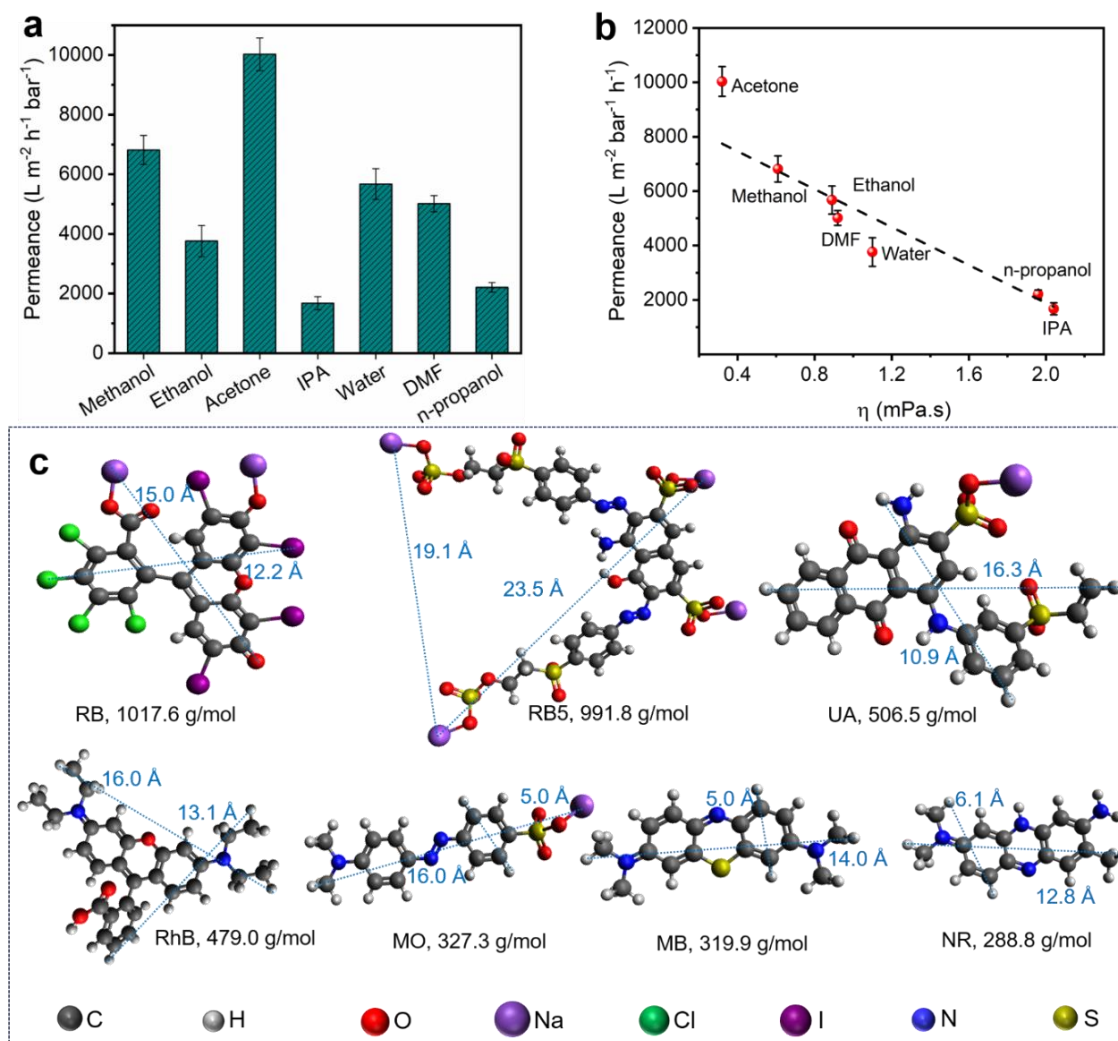 a
Permeance (L m⁻² h⁻¹ bar⁻¹)
10000
8000
6000
4000
2000
0
Methanol
Ethanol
Acetone
IPA
Water
DMF
n-propanol
b
Permeance (L m⁻² bar⁻¹ h⁻¹)
12000
10000
8000
6000
4000
2000
Acetone
Methanol
Ethanol
DMF
Water
n-propanol
IPA
0.4 0.8 1.2 1.6 2.0
η (mPa.s)
c
15.0 Å
12.2 Å
RB, 1017.6 g/mol
19.1 Å
23.5 Å
RB5, 991.8 g/mol
16.3 Å
10.9 Å
UA, 506.5 g/mol
16.0 Å
13.1 Å
RhB, 479.0 g/mol
5.0 Å
16.0 Å
MO, 327.3 g/mol
5.0 Å
14.0 Å
MB, 319.9 g/mol
6.1 Å
12.8 Å
NR, 288.8 g/mol
C H O Na Cl I N S